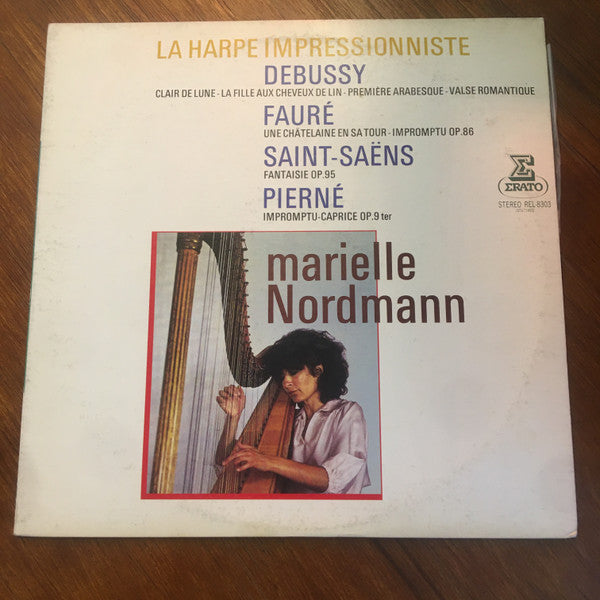 LA HARPE IMPRESSIONNISTE
DEBUSSY
CLAIR DE LUNE - LA FILLE AUX CHEVEUX DE LIN - PREMIÈRE ARABESQUE - VALSE ROMANTIQUE
FAURÉ
UNE CHÂTELAINE EN SA TOUR - IMPROMPTU OP. 86
SAINT-SAËNS
FANTAISIE OP. 95
PIERNÉ
IMPROMPTU-CAPRICE OP. 9 ter
ERATO
STEREO REL-8303
marielle
Nordmann